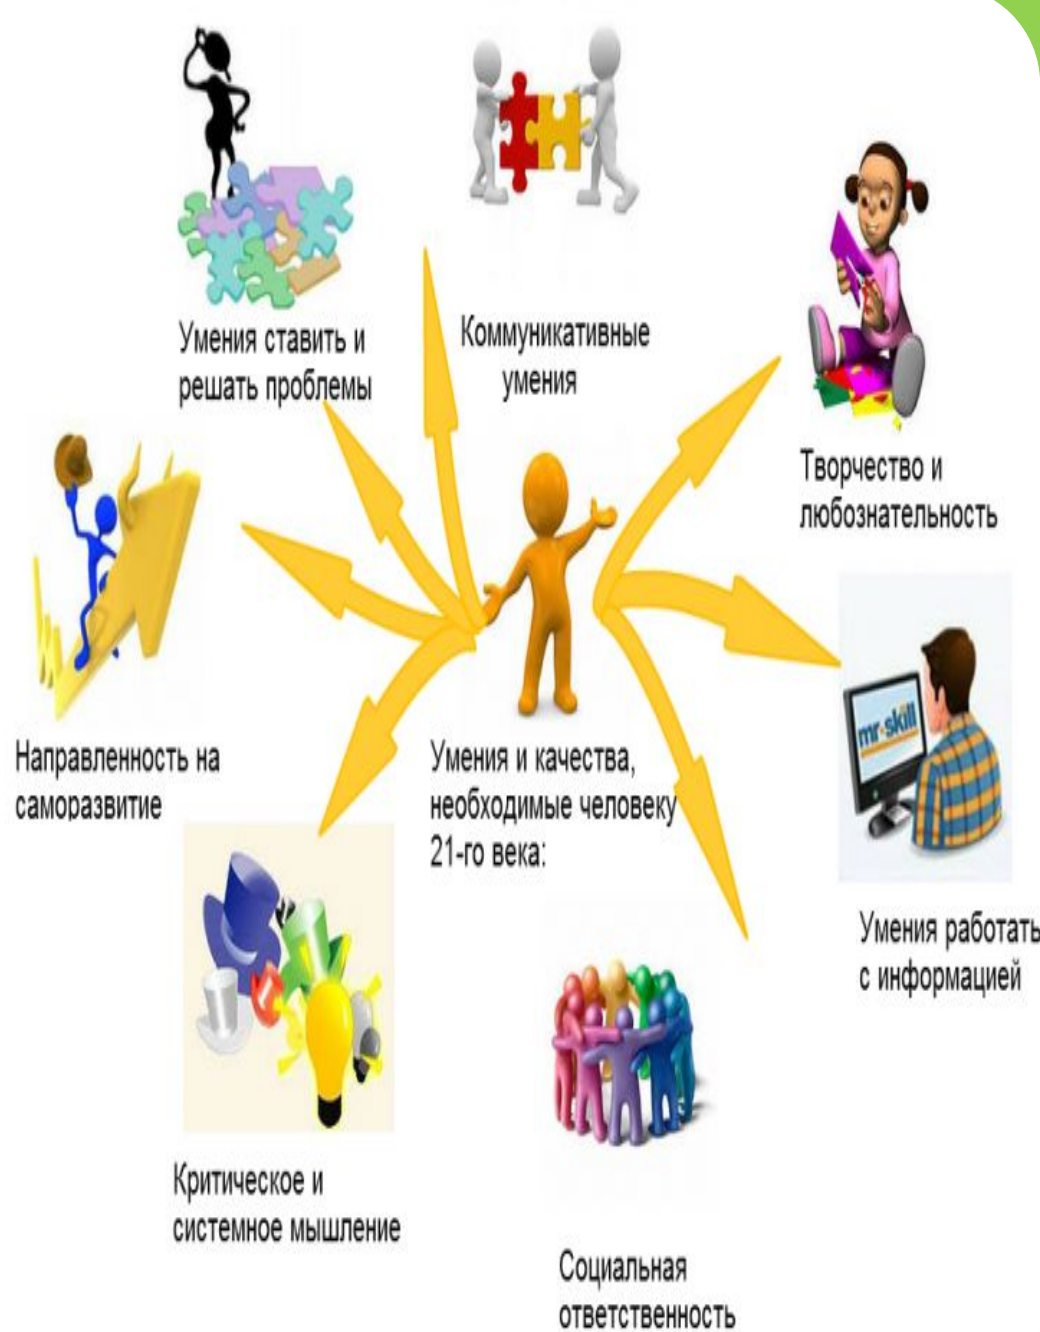 Умения ставить и
решать проблемы
Коммуникативные
умения
Творчество и
любознательность
Направленность на
саморазвитие
Умения и качества,
необходимые человеку
21-го века:
mr-skill
Умения работать
с информацией
Критическое и
системное мышление
Социальная
ответственность